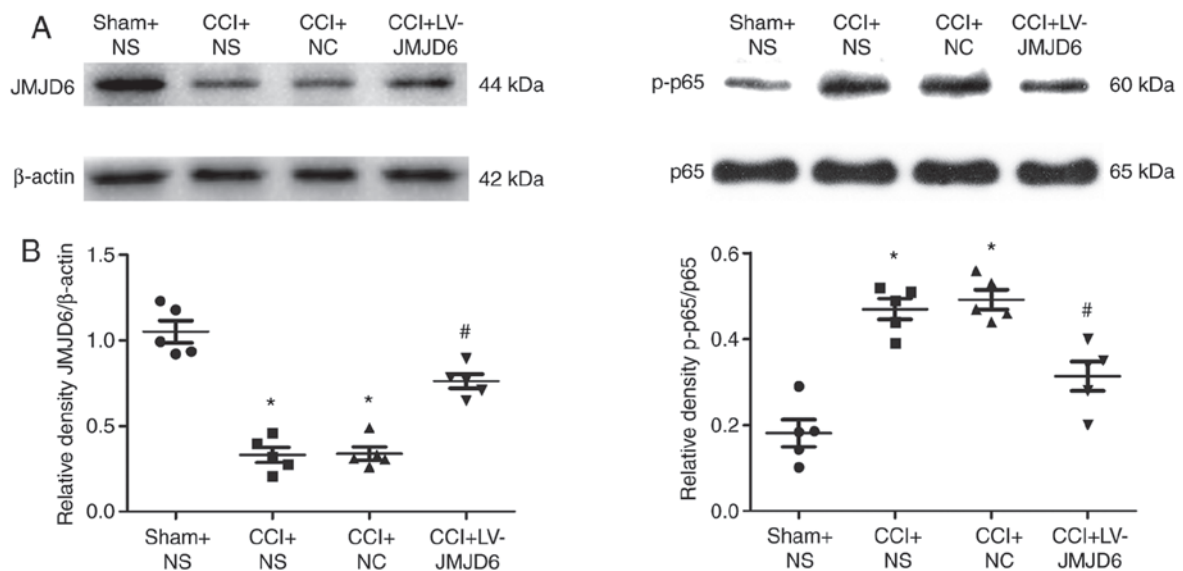 A
Sham+ CCI+ CCI+ CCI+LV-
NS NS NC JMJD6
JMJD6 44 kDa
β-actin 42 kDa
Sham+ CCI+ CCI+ CCI+LV-
NS NS NC JMJD6
p-p65 60 kDa
p65 65 kDa
B
Relative density JMJD6/β-actin
1.5
1.0
0.5
0.0
* * #
Sham+ CCI+ CCI+ CCI+LV-
NS NS NC JMJD6
Relative density p-p65/p65
0.6
0.4
0.2
0.0
* * #
Sham+ CCI+ CCI+ CCI+LV-
NS NS NC JMJD6